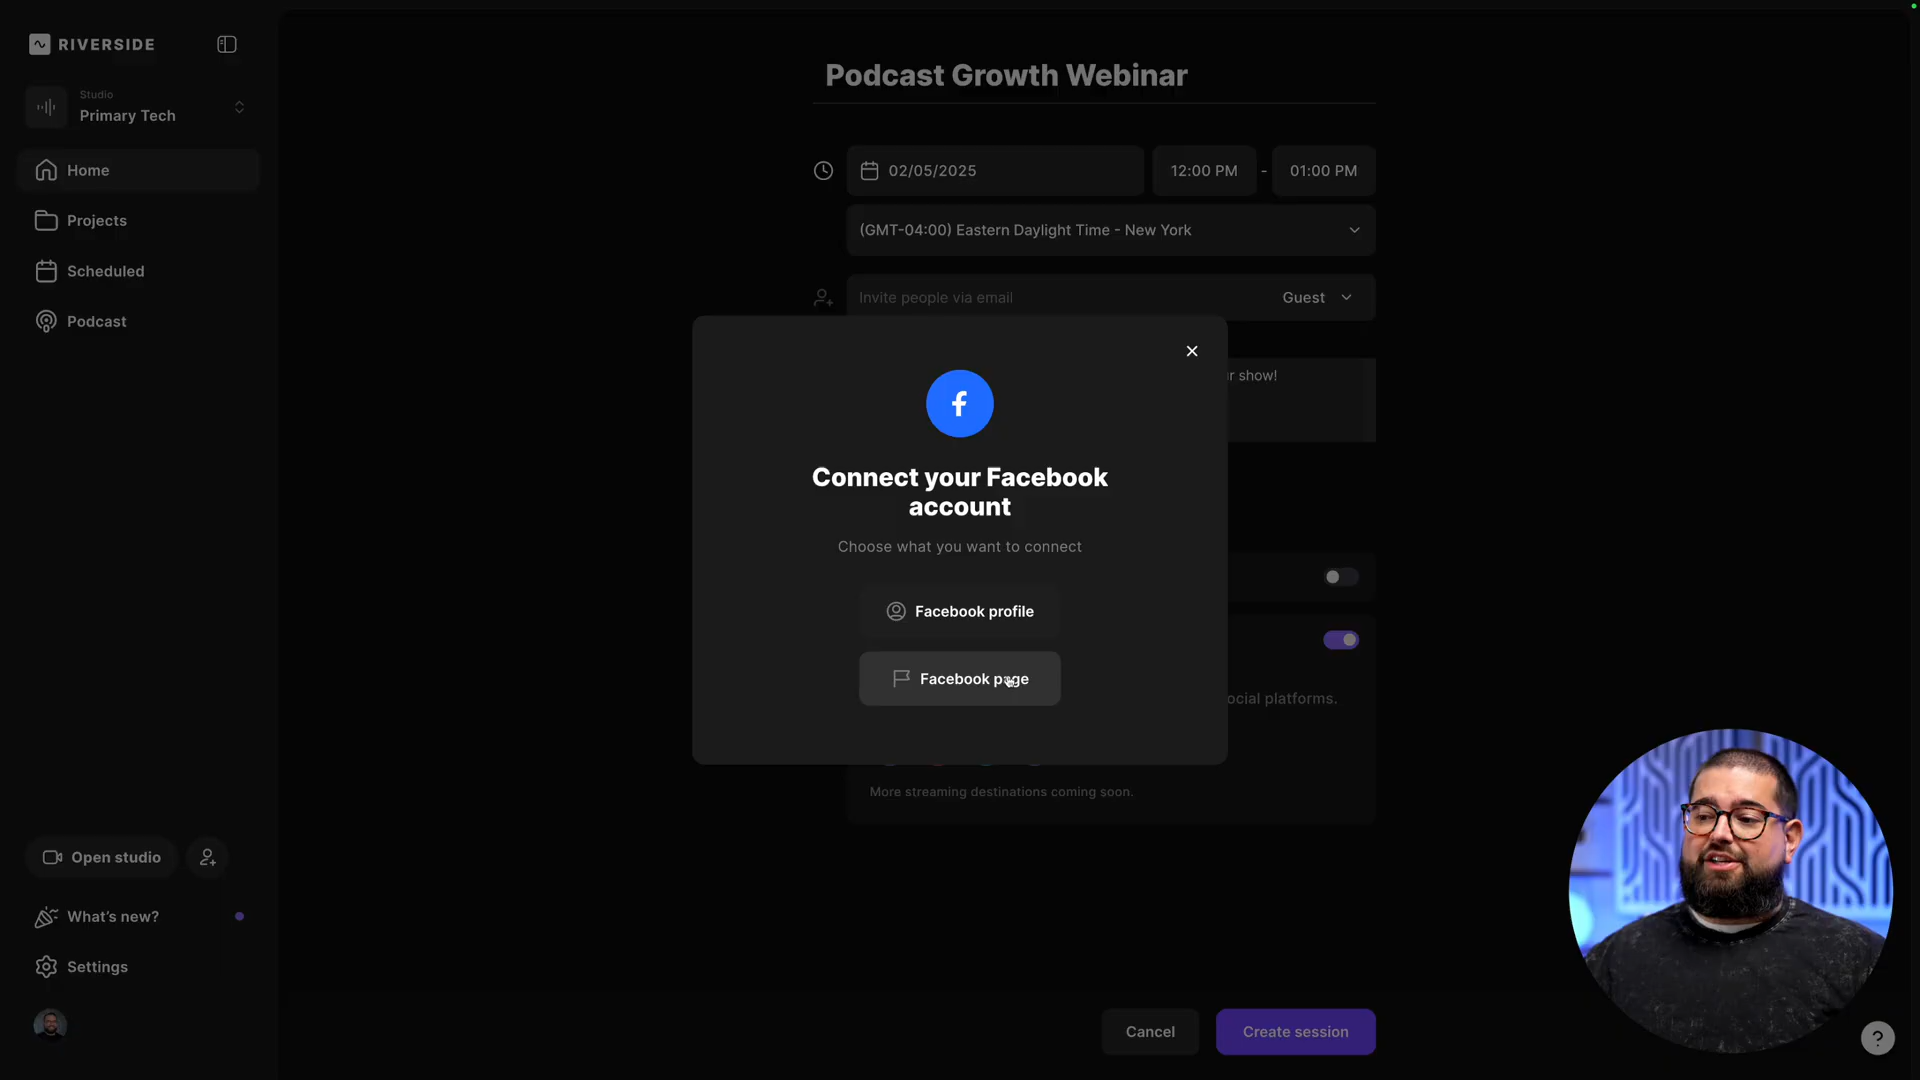 RIVERSIDE
Studio
Primary Tech
Home
Projects
Scheduled
Podcast
Open studio
What's new?
Settings
Podcast Growth Webinar
02/05/2025
12:00 PM
-
01:00 PM
(GMT-04:00) Eastern Daylight Time - New York
Invite people via email
Guest
r show!
Connect your Facebook
account
Choose what you want to connect
Facebook profile
Facebook page
ocial platforms.
More streaming destinations coming soon.
Cancel
Create session
?